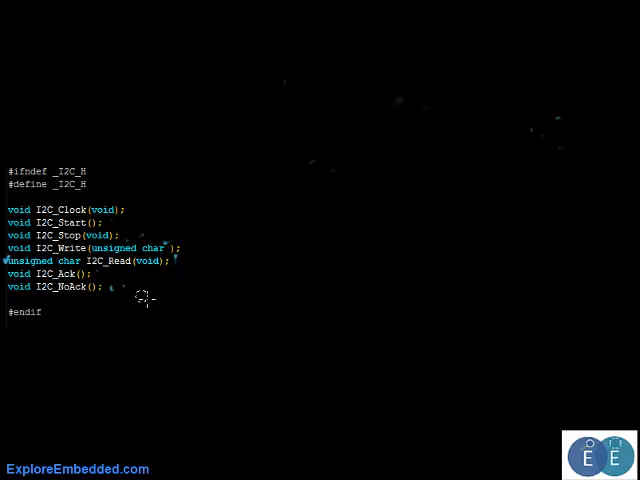 #ifndef _I2C_H
#define _I2C_H
void I2C_Clock(void);
void I2C_Start();
void I2C_Stop(void);
void I2C_Write(unsigned char );
unsigned char I2C_Read(void);
void I2C_Ack();
void I2C_NoAck();
#endif
E E
ExploreEmbedded.com